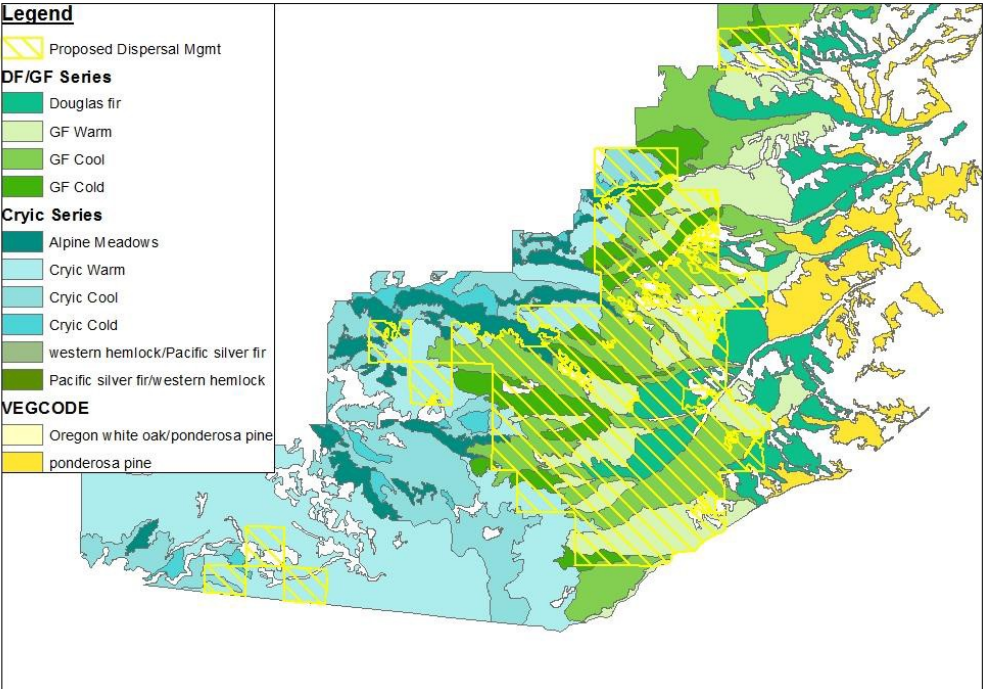 Legend
Proposed Dispersal Mgmt
DF/GF Series
Douglas fir
GF Warm
GF Cool
GF Cold
Cryic Series
Alpine Meadows
Cryic Warm
Cryic Cool
Cryic Cold
western hemlock/Pacific silver fir
Pacific silver fir/western hemlock
VEGCODE
Oregon white oak/ponderosa pine
ponderosa pine